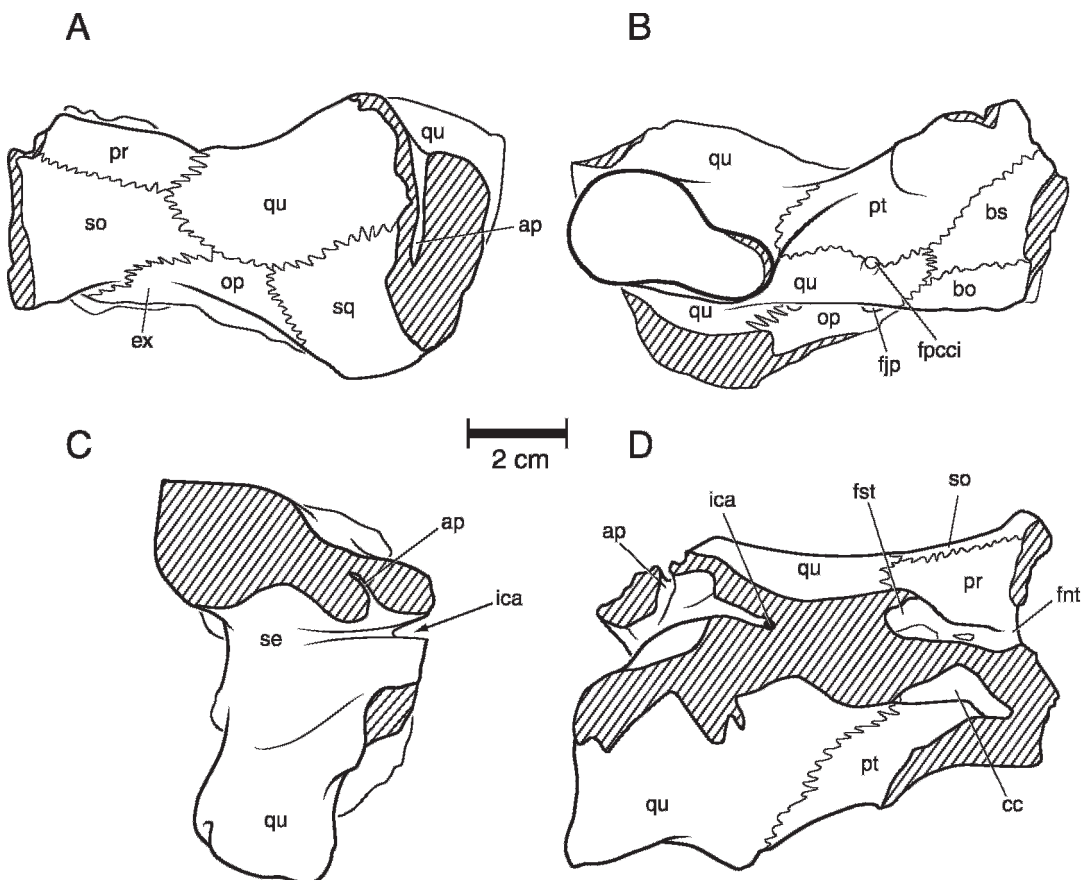 A
pr
so
qu
qu
ap
op
sq
ex
B
qu
pt
bs
qu
bo
qu
op
fjp
fpcci
C
2 cm
D
ap
ica
se
qu
ap
ica
fst
so
qu
pr
fnt
pt
qu
cc